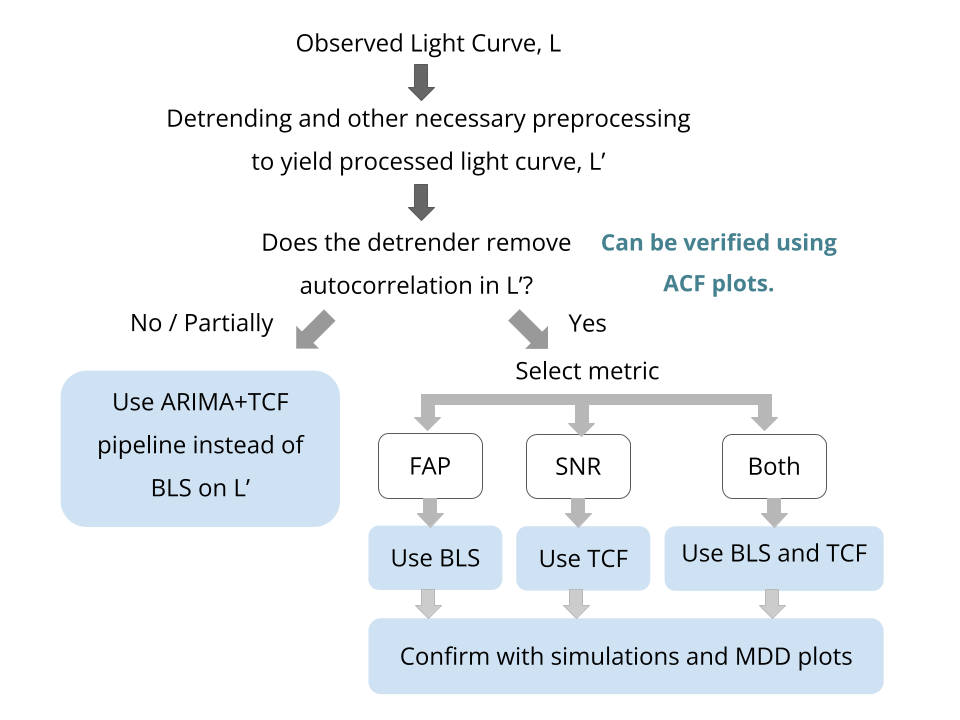 Observed Light Curve, L
Detrending and other necessary preprocessing
to yield processed light curve, L’
Does the detrender remove
autocorrelation in L’?
Can be verified using
ACF plots.
No / Partially
Yes
Use ARIMA+TCF
pipeline instead of
BLS on L’
Select metric
FAP
SNR
Both
Use BLS
Use TCF
Use BLS and TCF
Confirm with simulations and MDD plots